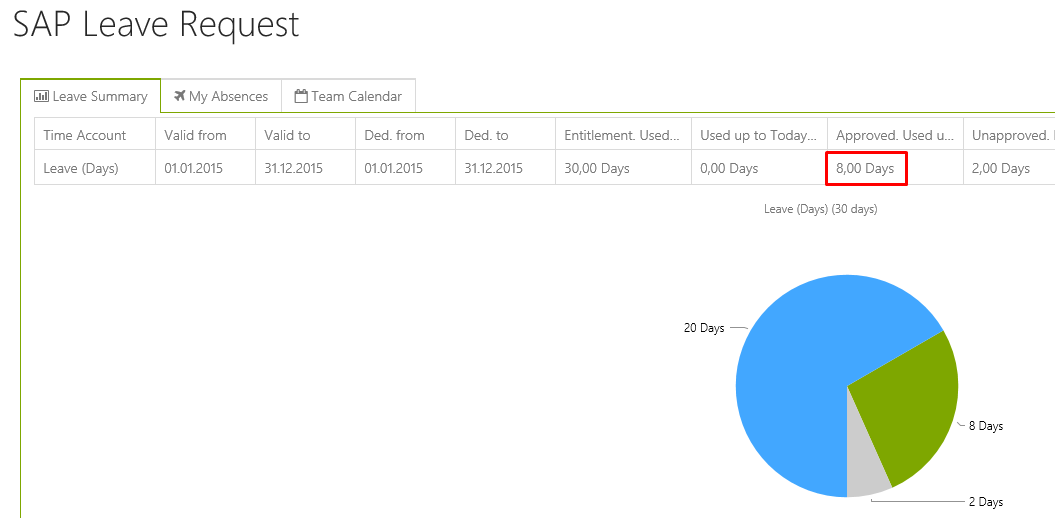 SAP Leave Request
Leave Summary My Absences Team Calendar
Time Account Valid from Valid to Ded. from Ded. to Entitlement. Used... Used up to Today... Approved. Used u... Unapproved.
Leave (Days) 01.01.2015 31.12.2015 01.01.2015 31.12.2015 30,00 Days 0,00 Days 8,00 Days 2,00 Days
Leave (Days) (30 days)
20 Days
8 Days
2 Days